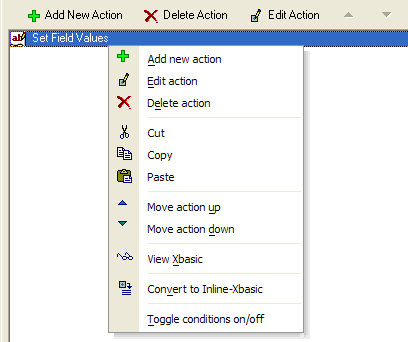 Add New Action Delete Action Edit Action
Set Field Values
Add new action
Edit action
Delete action
Cut
Copy
Paste
Move action up
Move action down
View Xbasic
Convert to Inline-Xbasic
Toggle conditions on/off